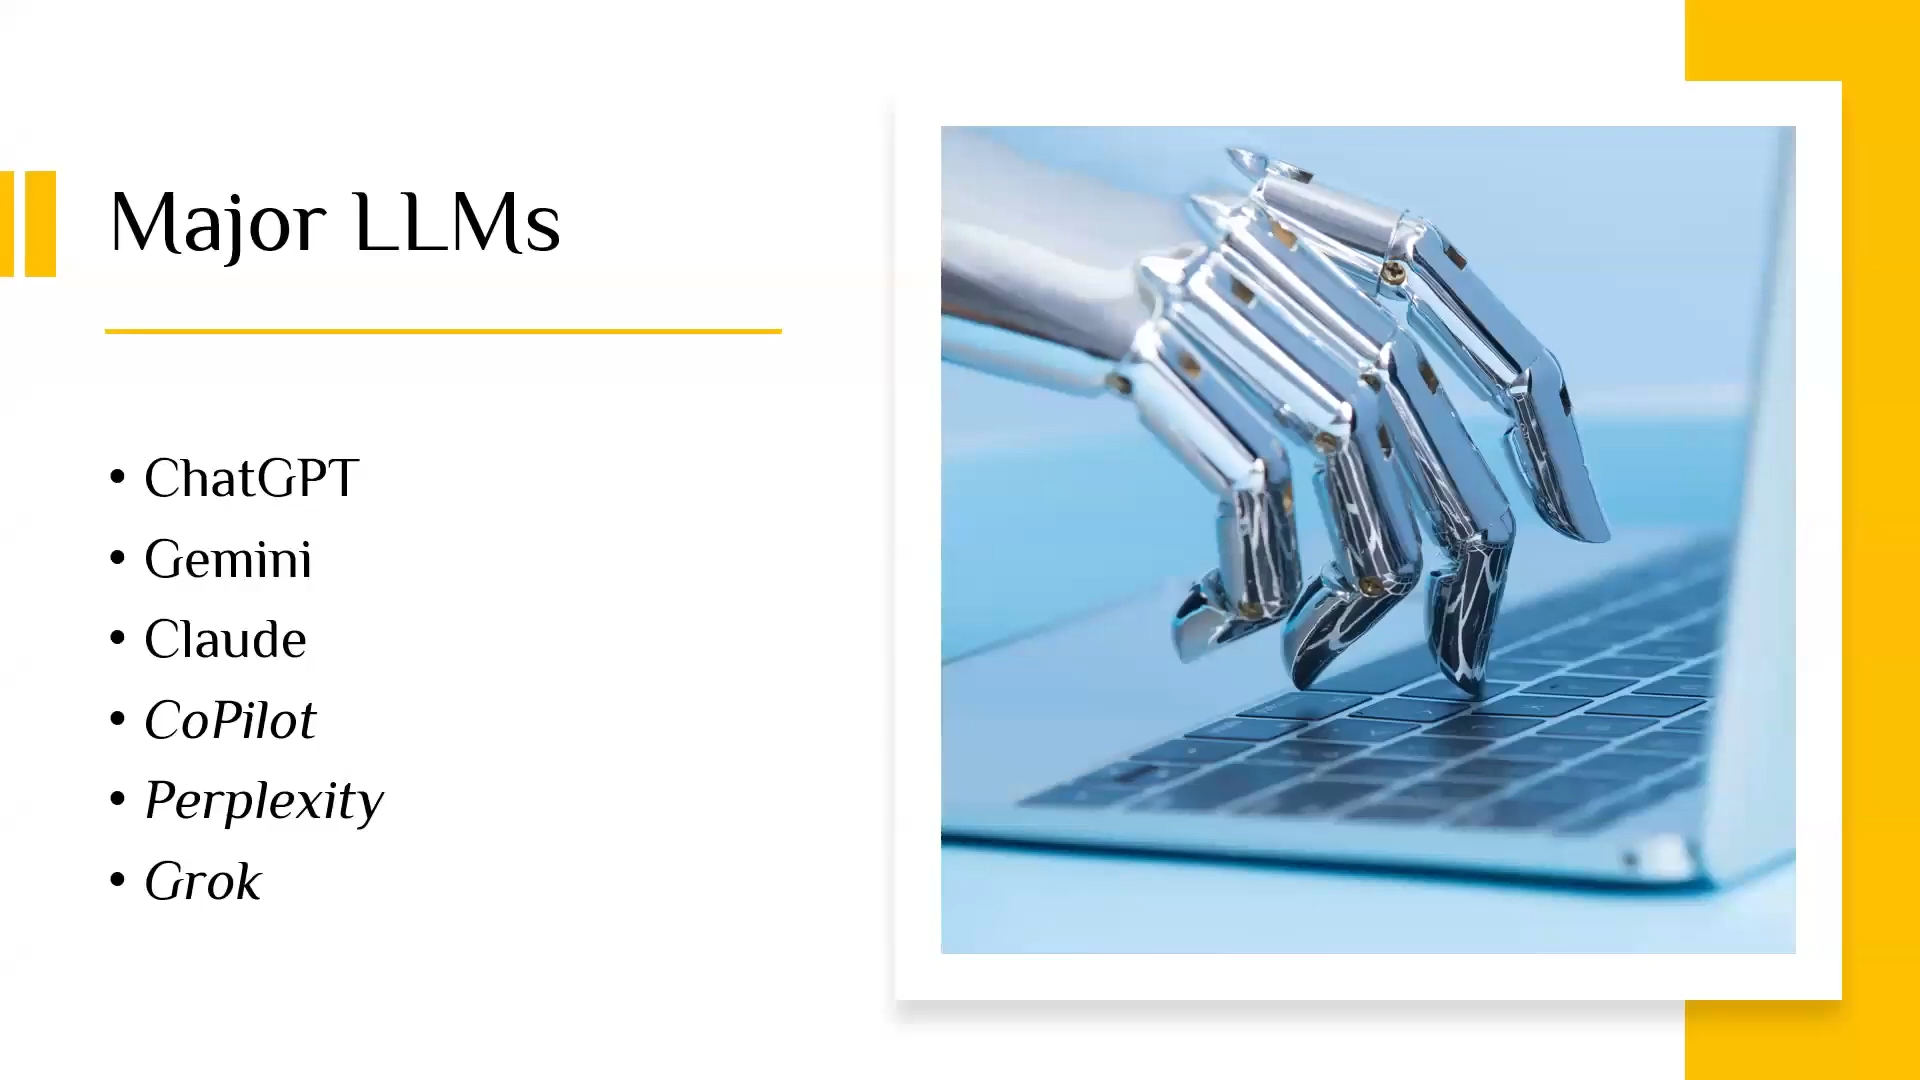 Major LLMs
• ChatGPT
• Gemini
• Claude
• CoPilot
• Perplexity
• Grok